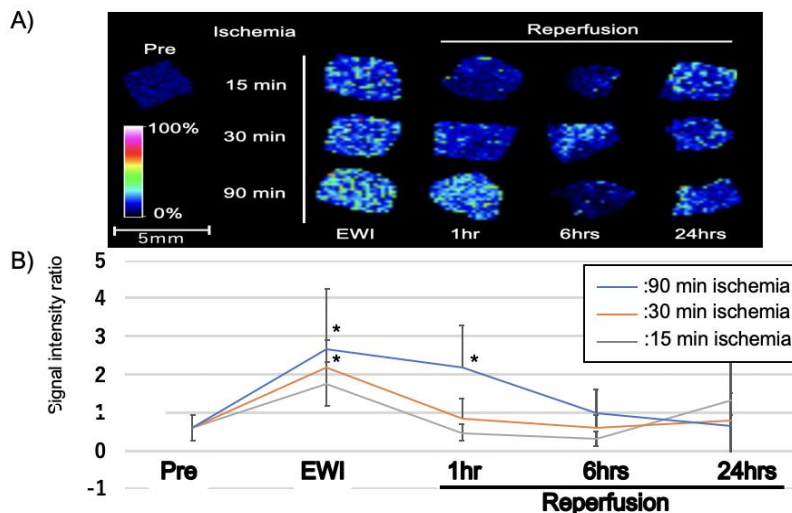 A)
Pre
Ischemia
Reperfusion
15 min
30 min
90 min
100%
0%
5mm
EWI 1hr 6hrs 24hrs
B)
Signal intensity ratio
5
4
3
2
1
0
-1
*
*
*
:90 min ischemia
:30 min ischemia
:15 min ischemia
Pre EWI 1hr 6hrs 24hrs
Reperfusion